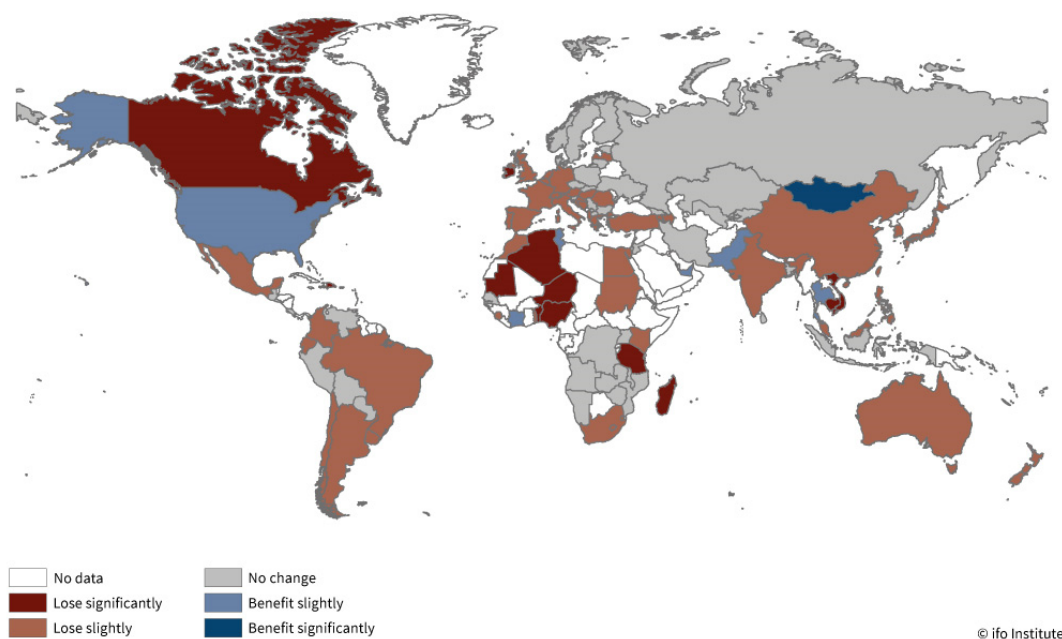 No data
No change
Lose significantly
Benefit slightly
Lose slightly
Benefit significantly
© ifo Institute